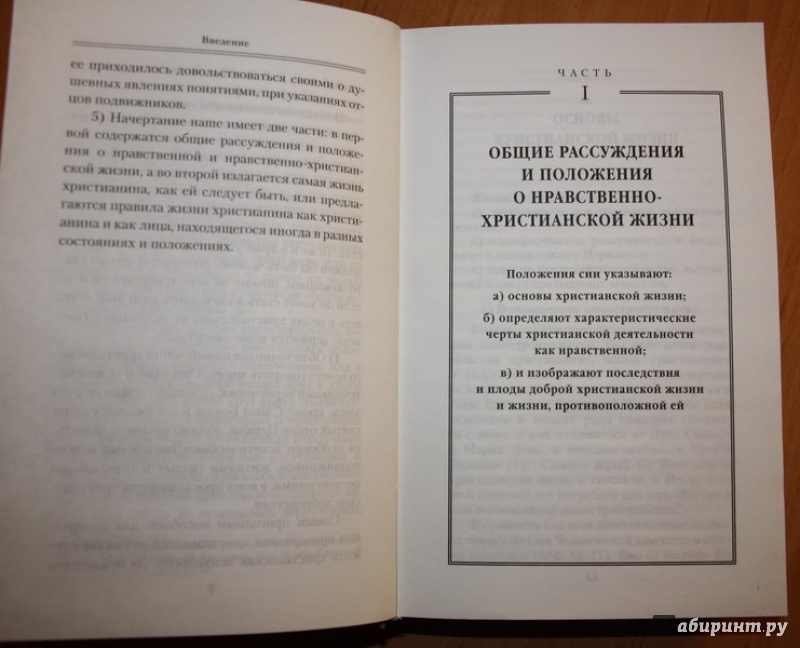 Введение
ее приходилось довольствоваться своими о ду-
шевных явлениях понятиями, при указаниях от-
цов подвижников.
5) Начертание наше имеет две части: в пер-
вой содержатся общие рассуждения и положе-
ния о нравственной и нравственно-христиан-
ской жизни, а во второй излагается самая жизнь
христианина, как ей следует быть, или предла-
гаются правила жизни христианина как христи-
анина и как лица, находящегося иногда в разных
состояниях и положениях.
ЧАСТЬ
I
ОБЩИЕ РАССУЖДЕНИЯ
И ПОЛОЖЕНИЯ
О НРАВСТВЕННО-
ХРИСТИАНСКОЙ ЖИЗНИ
Положения сии указывают:
а) основы христианской жизни;
б) определяют характеристические
черты христианской деятельности
как нравственной;
в) и изображают последствия
и плоды доброй христианской жизни
и жизни, противоположной ей
абиринт.ру